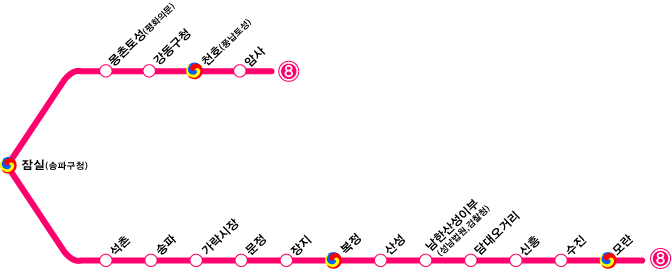 몽촌토성(평화의문)
강동구청
천호(풍납토성)
암사
8
잠실(송파구청)
석촌
송파
가락시장
문정
장지
복정
산성
남한산성이부
(성남법원,검찰청)
단대오거리
신흥
수진
모란
8